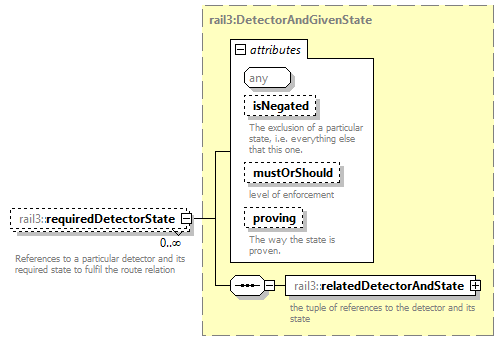 rail3:DetectorAndGivenState
attributes
any
isNegated
The exclusion of a particular
state, i.e. everything else
that this one.
mustOrShould
level of enforcement
proving
The way the state is
proven.
rail3::requiredDetectorState
0..∞
References to a particular detector and its
required state to fulfil the route relation
rail3::relatedDetectorAndState
the tuple of references to the detector and its
state